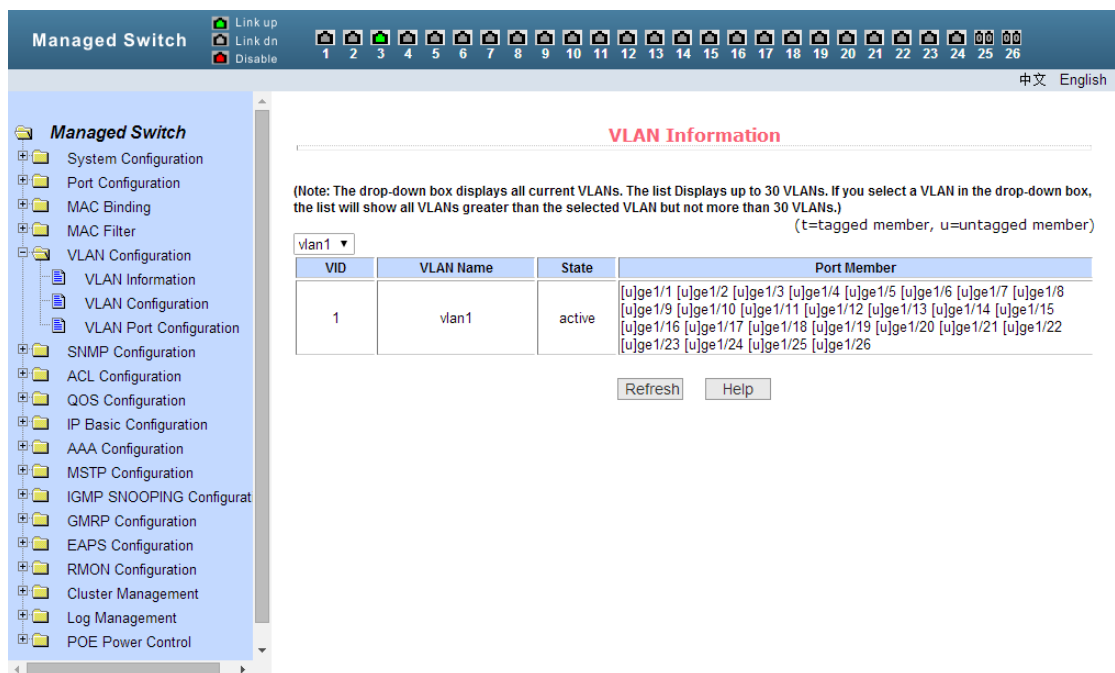 Managed Switch
Link up
Link dn
Disable
1 2 3 4 5 6 7 8 9 10 11 12 13 14 15 16 17 18 19 20 21 22 23 24 25 26
中文 English
Managed Switch
System Configuration
Port Configuration
MAC Binding
MAC Filter
VLAN Configuration
VLAN Information
VLAN Configuration
VLAN Port Configuration
SNMP Configuration
ACL Configuration
QOS Configuration
IP Basic Configuration
AAA Configuration
MSTP Configuration
IGMP SNOOPING Configurat
GMRP Configuration
EAPS Configuration
RMON Configuration
Cluster Management
Log Management
POE Power Control
VLAN Information
(Note: The drop-down box displays all current VLANs. The list Displays up to 30 VLANs. If you select a VLAN in the drop-down box,
the list will show all VLANs greater than the selected VLAN but not more than 30 VLANs.)
(t=tagged member, u=untagged member)
vlan1
VID VLAN Name State Port Member
1 vlan1 active [u]ge1/1 [u]ge1/2 [u]ge1/3 [u]ge1/4 [u]ge1/5 [u]ge1/6 [u]ge1/7 [u]ge1/8
[u]ge1/9 [u]ge1/10 [u]ge1/11 [u]ge1/12 [u]ge1/13 [u]ge1/14 [u]ge1/15
[u]ge1/16 [u]ge1/17 [u]ge1/18 [u]ge1/19 [u]ge1/20 [u]ge1/21 [u]ge1/22
[u]ge1/23 [u]ge1/24 [u]ge1/25 [u]ge1/26
Refresh Help